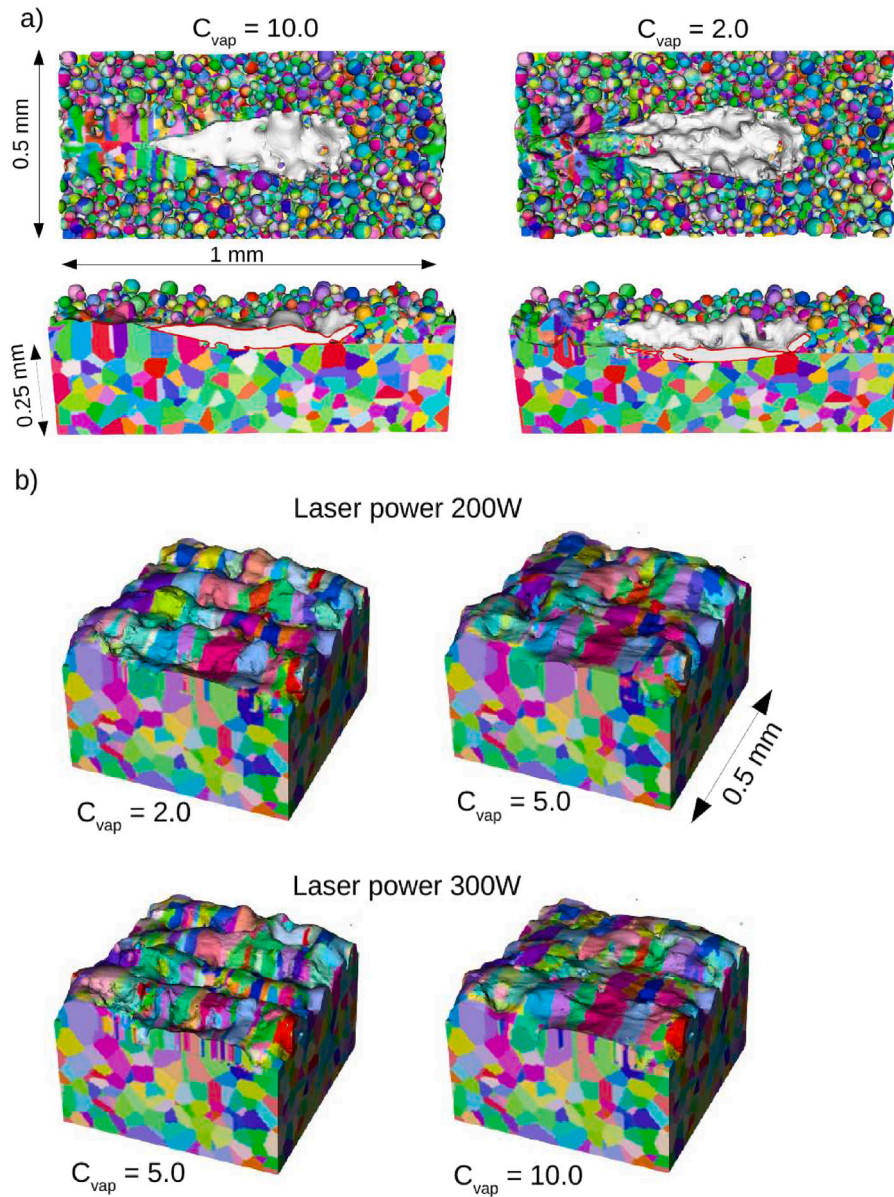 a)
C_vap = 10.0
C_vap = 2.0
0.5 mm
1 mm
0.25 mm
b)
Laser power 200W
C_vap = 2.0
C_vap = 5.0
0.5 mm
Laser power 300W
C_vap = 5.0
C_vap = 10.0